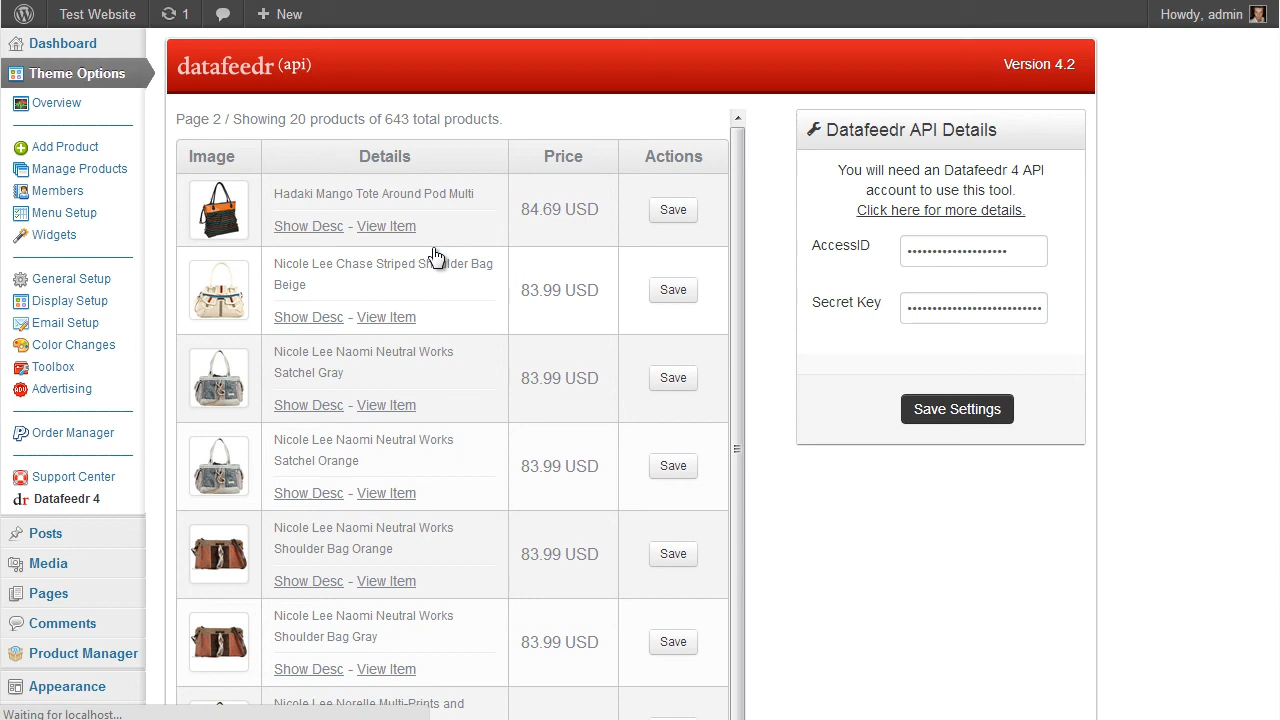 Test Website
1
New
Howdy, admin
Dashboard
Theme Options
Overview
Add Product
Manage Products
Members
Menu Setup
Widgets
General Setup
Display Setup
Email Setup
Color Changes
Toolbox
ADV Advertising
Order Manager
Support Center
dr Datafeedr 4
Posts
Media
Pages
Comments
Product Manager
Appearance
Waiting for localhost...
datafeedr (api)
Version 4.2
Page 2 / Showing 20 products of 643 total products.
Image Details Price Actions
Hadaki Mango Tote Around Pod Multi
Show Desc - View Item
84.69 USD
Save
Nicole Lee Chase Striped Shoulder Bag
Beige
Show Desc - View Item
83.99 USD
Save
Nicole Lee Naomi Neutral Works
Satchel Gray
Show Desc - View Item
83.99 USD
Save
Nicole Lee Naomi Neutral Works
Satchel Orange
Show Desc - View Item
83.99 USD
Save
Nicole Lee Naomi Neutral Works
Shoulder Bag Orange
Show Desc - View Item
83.99 USD
Save
Nicole Lee Naomi Neutral Works
Shoulder Bag Gray
Show Desc - View Item
83.99 USD
Save
Nicole Lee Norelle Multi-Prints and
Datafeedr API Details
You will need an Datafeedr 4 API
account to use this tool.
Click here for more details.
AccessID
Secret Key
Save Settings